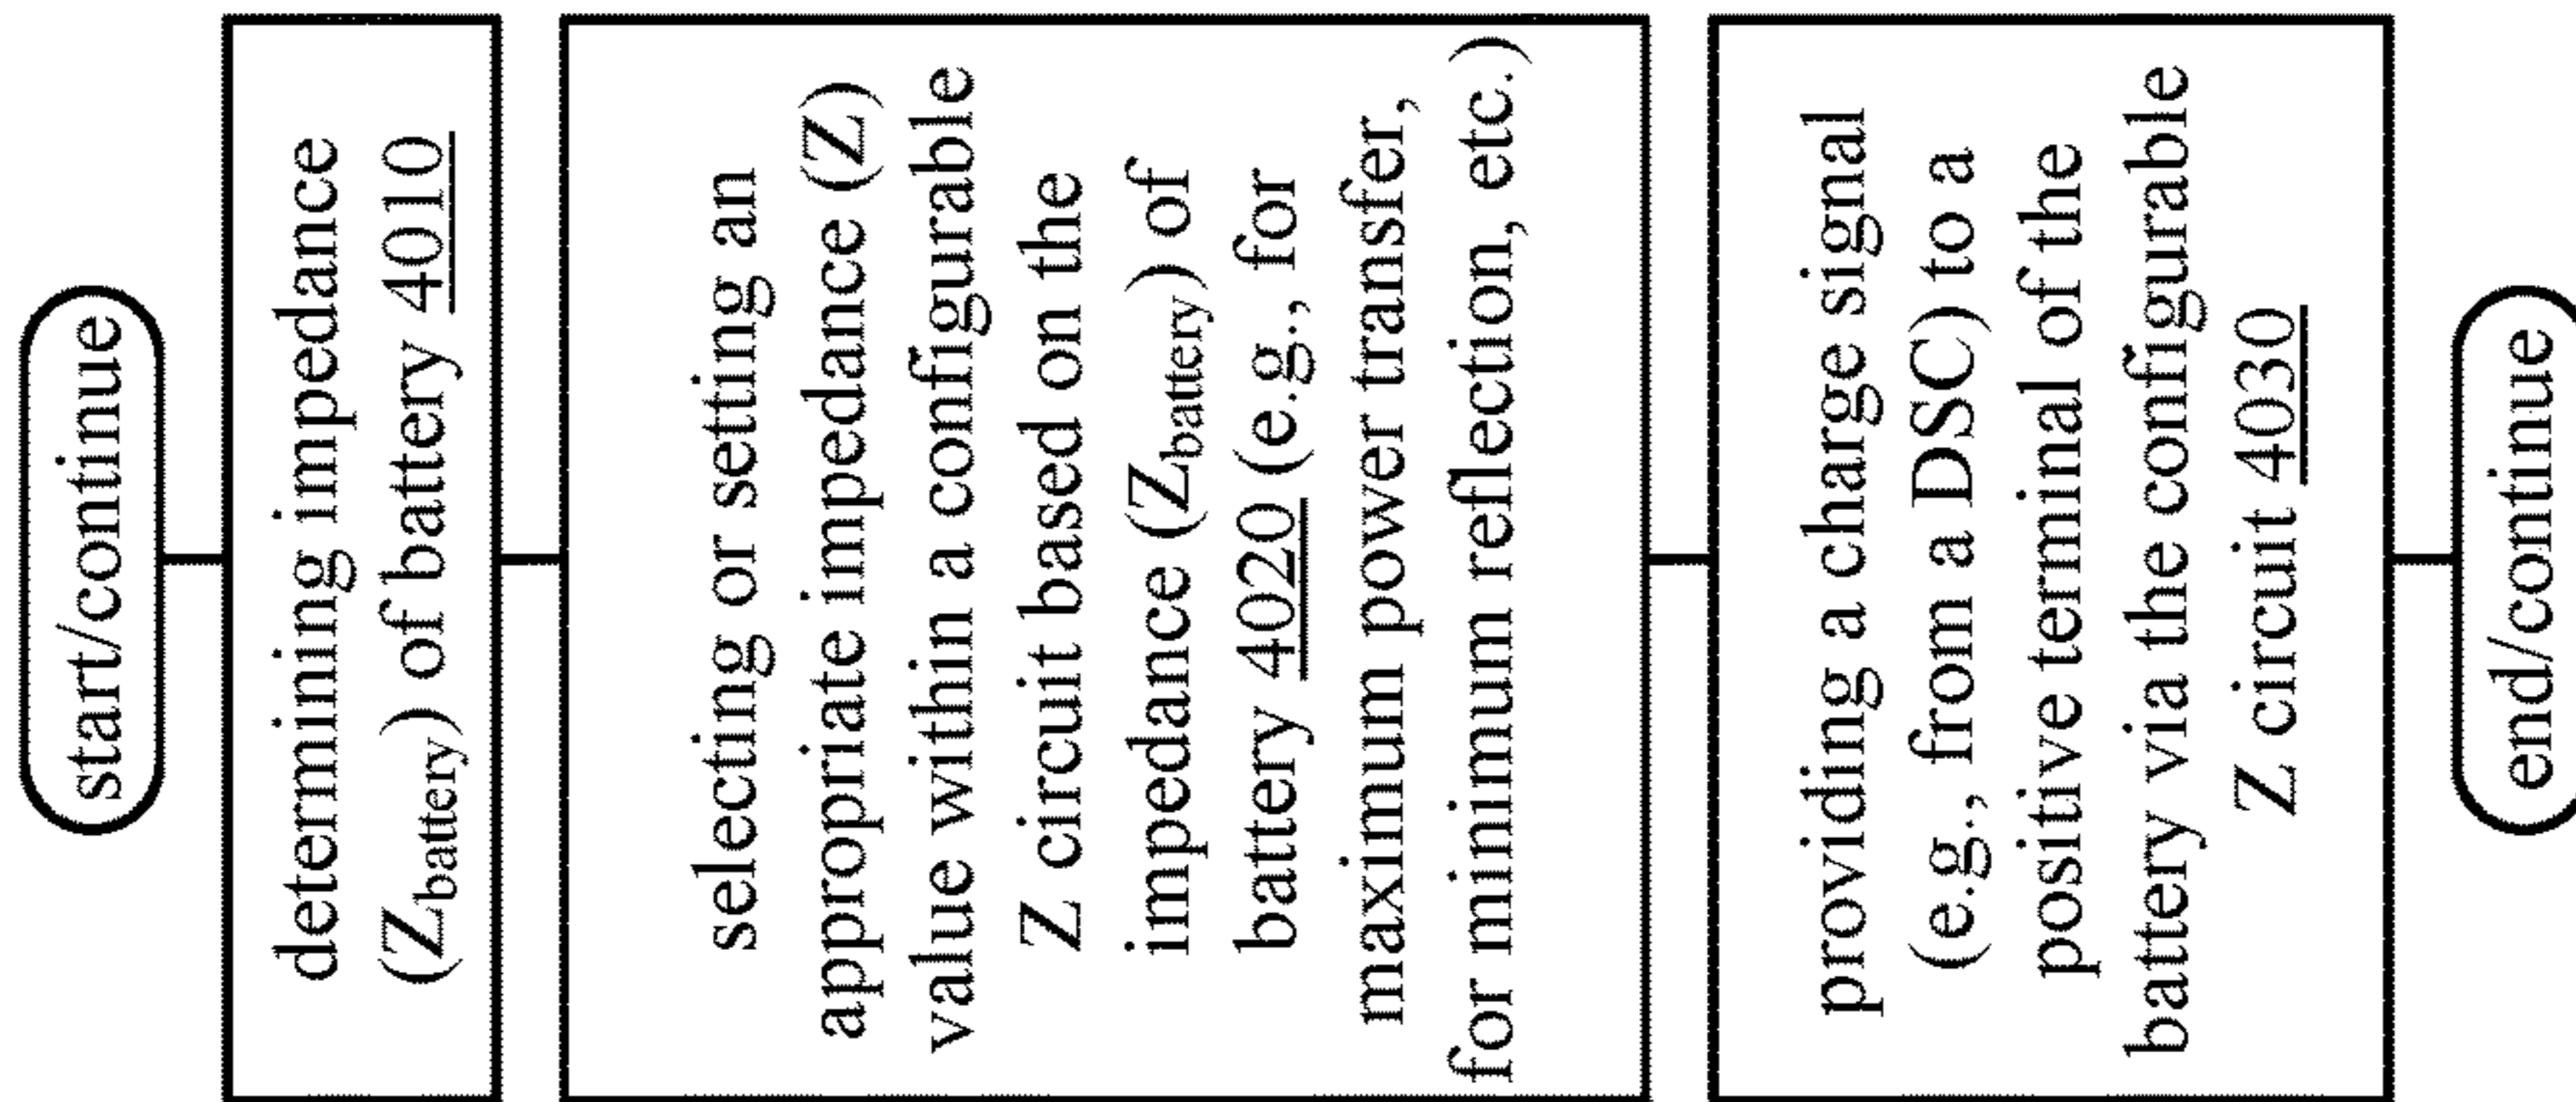 start/continue
determining impedance
(Zbattery) of battery 4010
selecting or setting an
appropriate impedance (Z)
value within a configurable
Z circuit based on the
impedance (Zbattery) of
battery 4020 (e.g., for
maximum power transfer,
for minimum reflection, etc.)
providing a charge signal
(e.g., from a DSC) to a
positive terminal of the
battery via the configurable
Z circuit 4030
end/continue